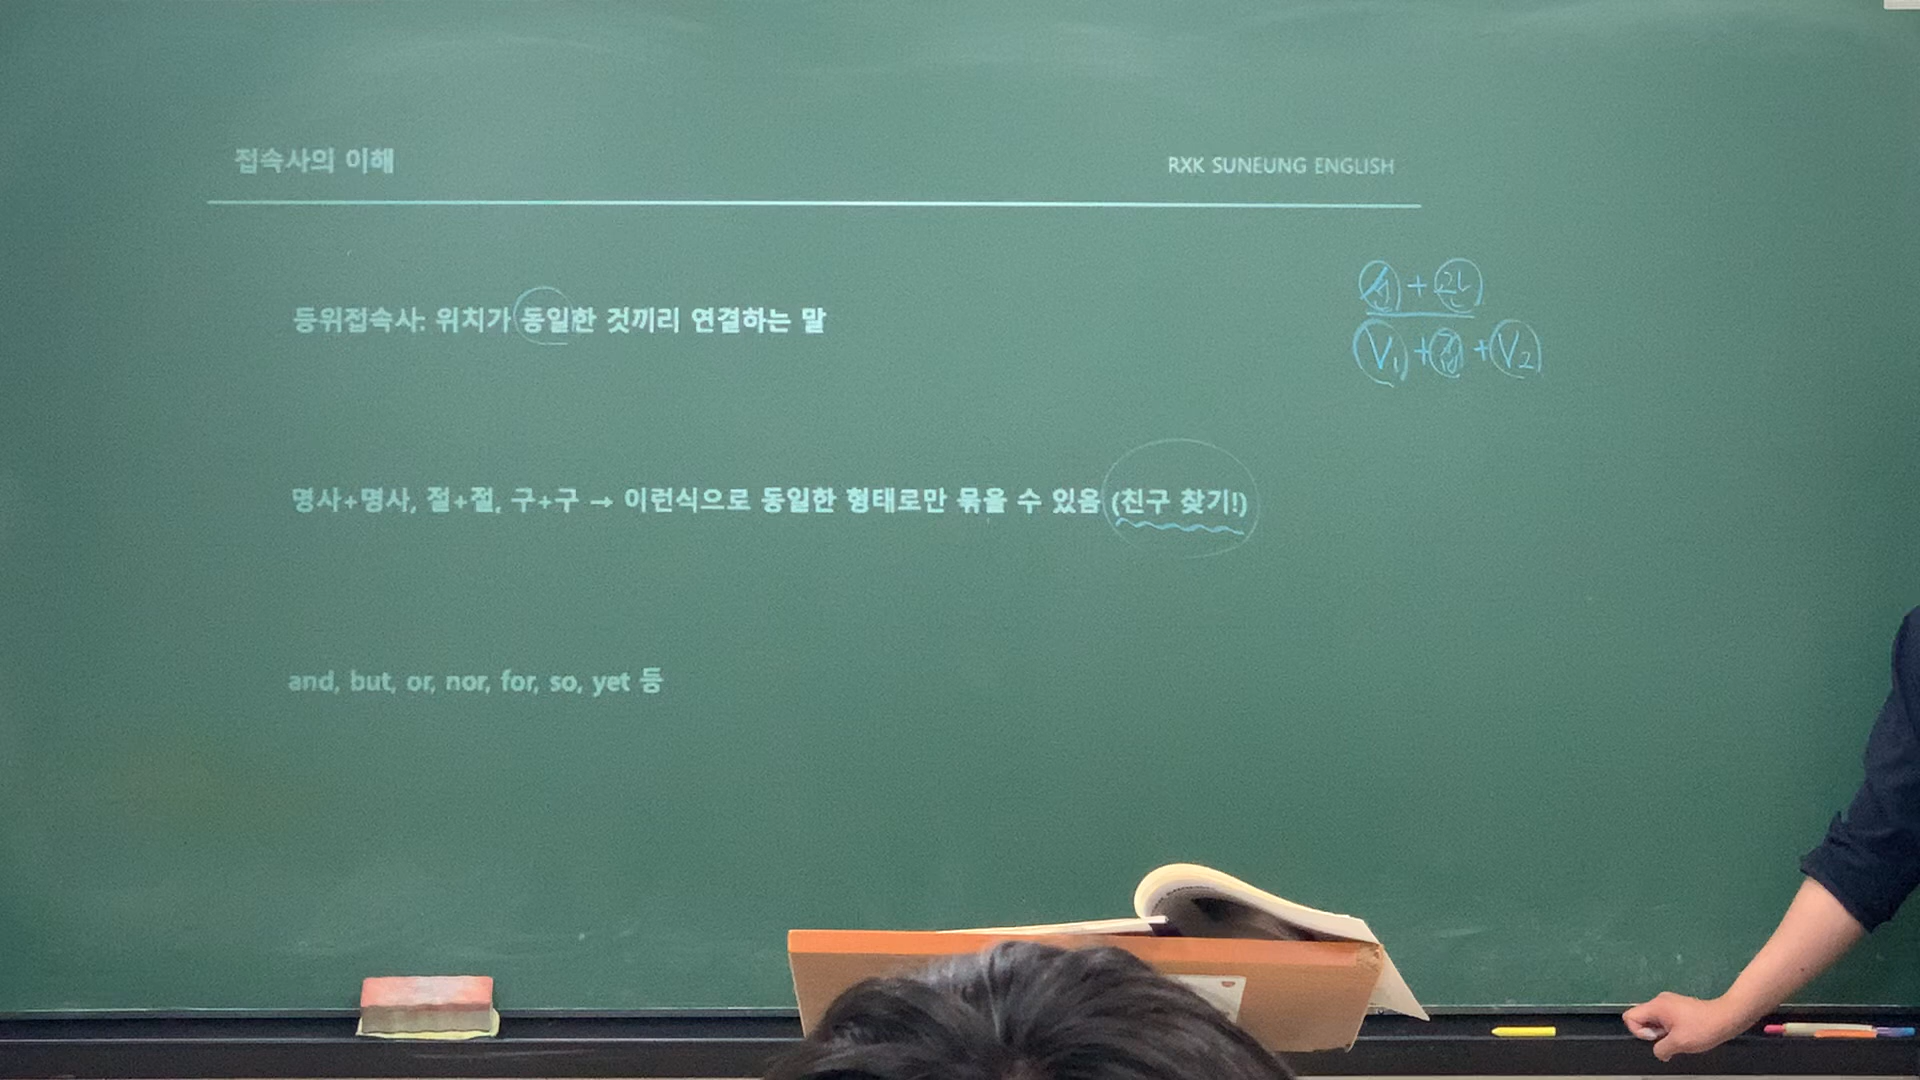 접속사의 이해
RXK SUNEUNG ENGLISH
등위접속사: 위치가 동일한 것끼리 연결하는 말
선 + 관
V₁ + 접 + V₂
명사+명사, 절+절, 구+구 → 이런식으로 동일한 형태로만 묶을 수 있음 (친구 찾기!)
and, but, or, nor, for, so, yet 등